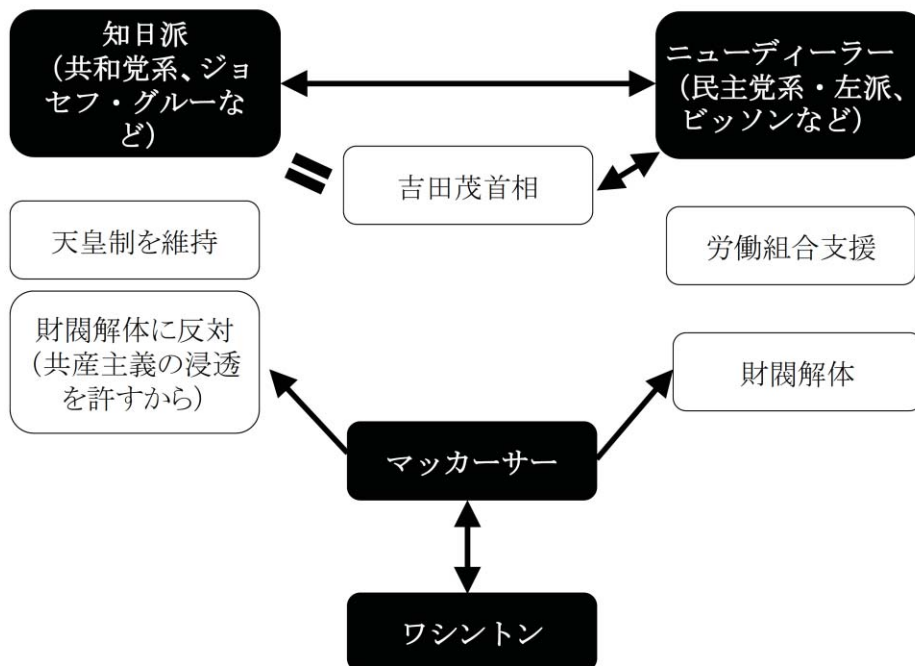 知日派
（共和党系、ジョ
セフ・グルーな
ど）
ニューディーラー
（民主党系・左派、
ビッソンなど）
吉田茂首相
天皇制を維持
労働組合支援
財閥解体に反対
（共産主義の浸透
を許すから）
財閥解体
マッカーサー
ワシントン